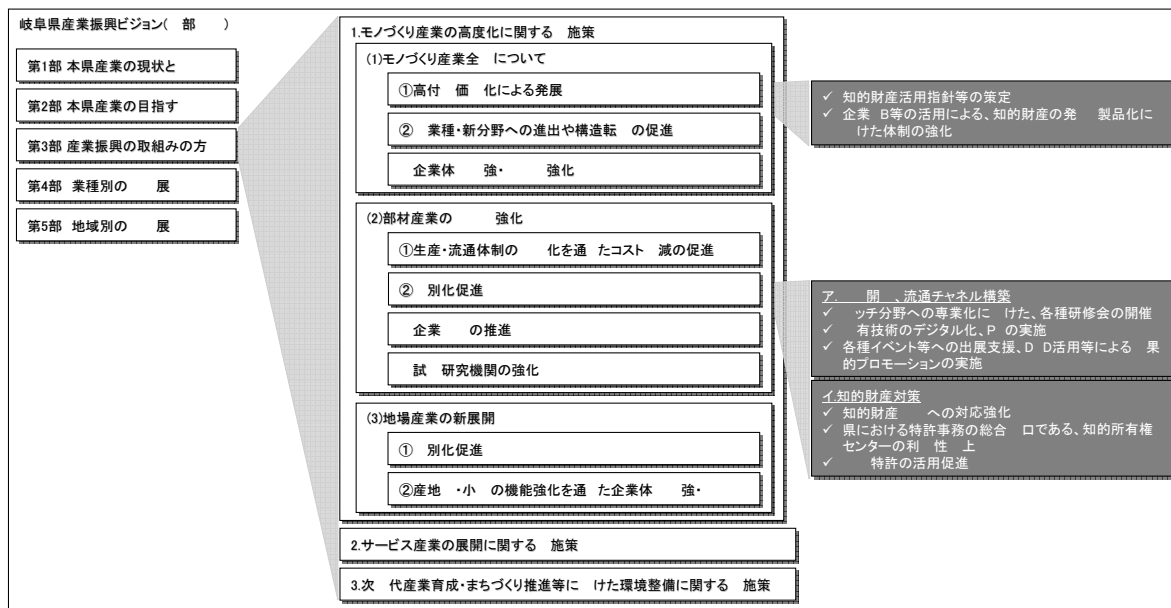 岐阜県産業振興ビジョン( 部 )
第1部 本県産業の現状と
第2部 本県産業の目指す
第3部 産業振興の取組みの方
第4部 業種別の 展
第5部 地域別の 展
1.モノづくり産業の高度化に関する 施策
(1)モノづくり産業全 について
①高付 価 化による発展
② 業種・新分野への進出や構造転 の促進
企業体 強・ 強化
(2)部材産業の 強化
①生産・流通体制の 化を通 たコスト 減の促進
② 別化促進
企業 の推進
試 研究機関の強化
(3)地場産業の新展開
① 別化促進
②産地 ・小 の機能強化を通 た企業体 強・
2.サービス産業の展開に関する 施策
3.次 代産業育成・まちづくり推進等に けた環境整備に関する 施策
✓ 知的財産活用指針等の策定
✓ 企業 B等の活用による、知的財産の発 製品化に
けた体制の強化
ア. 開 、流通チャネル構築
✓ ッチ分野への専業化に けた、各種研修会の開催
✓ 有技術のデジタル化、P の実施
✓ 各種イベント等への出展支援、D D活用等による 果
的プロモーションの実施
イ.知的財産対策
✓ 知的財産 への対応強化
✓ 県における特許事務の総合 口である、知的所有権
センターの利 性 上
✓ 特許の活用促進